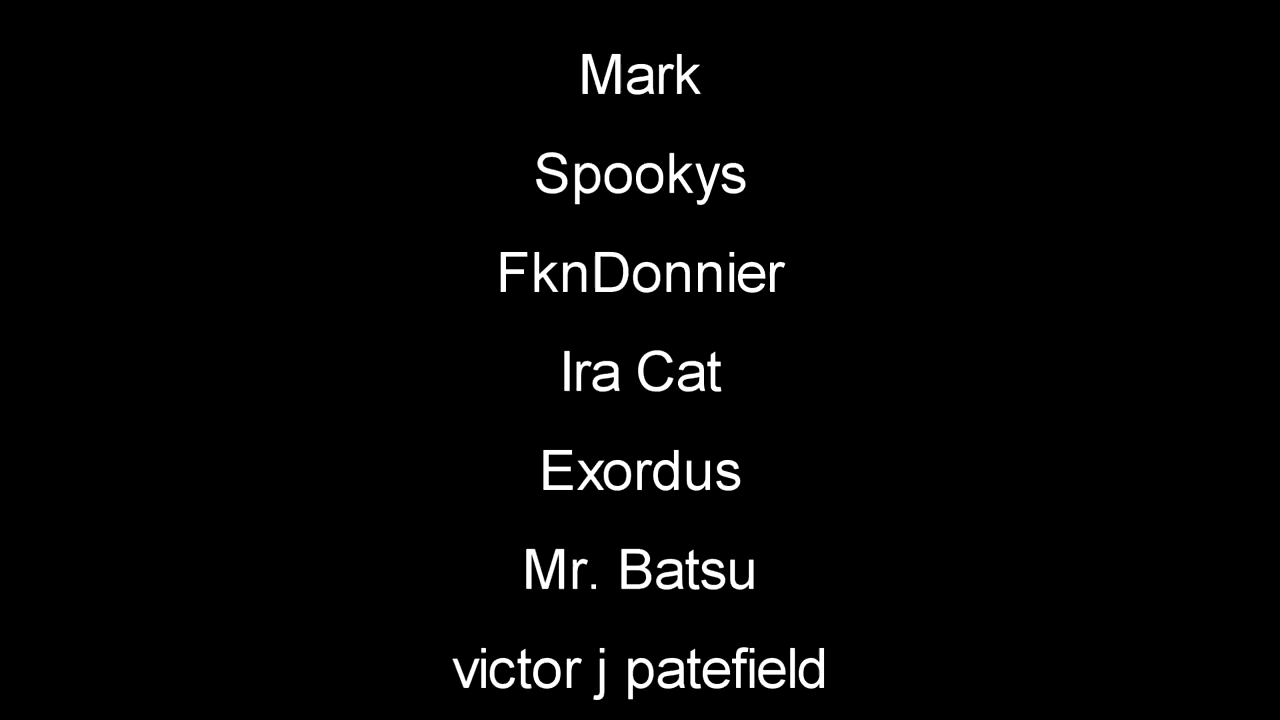 Mark
Spookys
FknDonnier
Ira Cat
Exordus
Mr. Batsu
victor j patefield